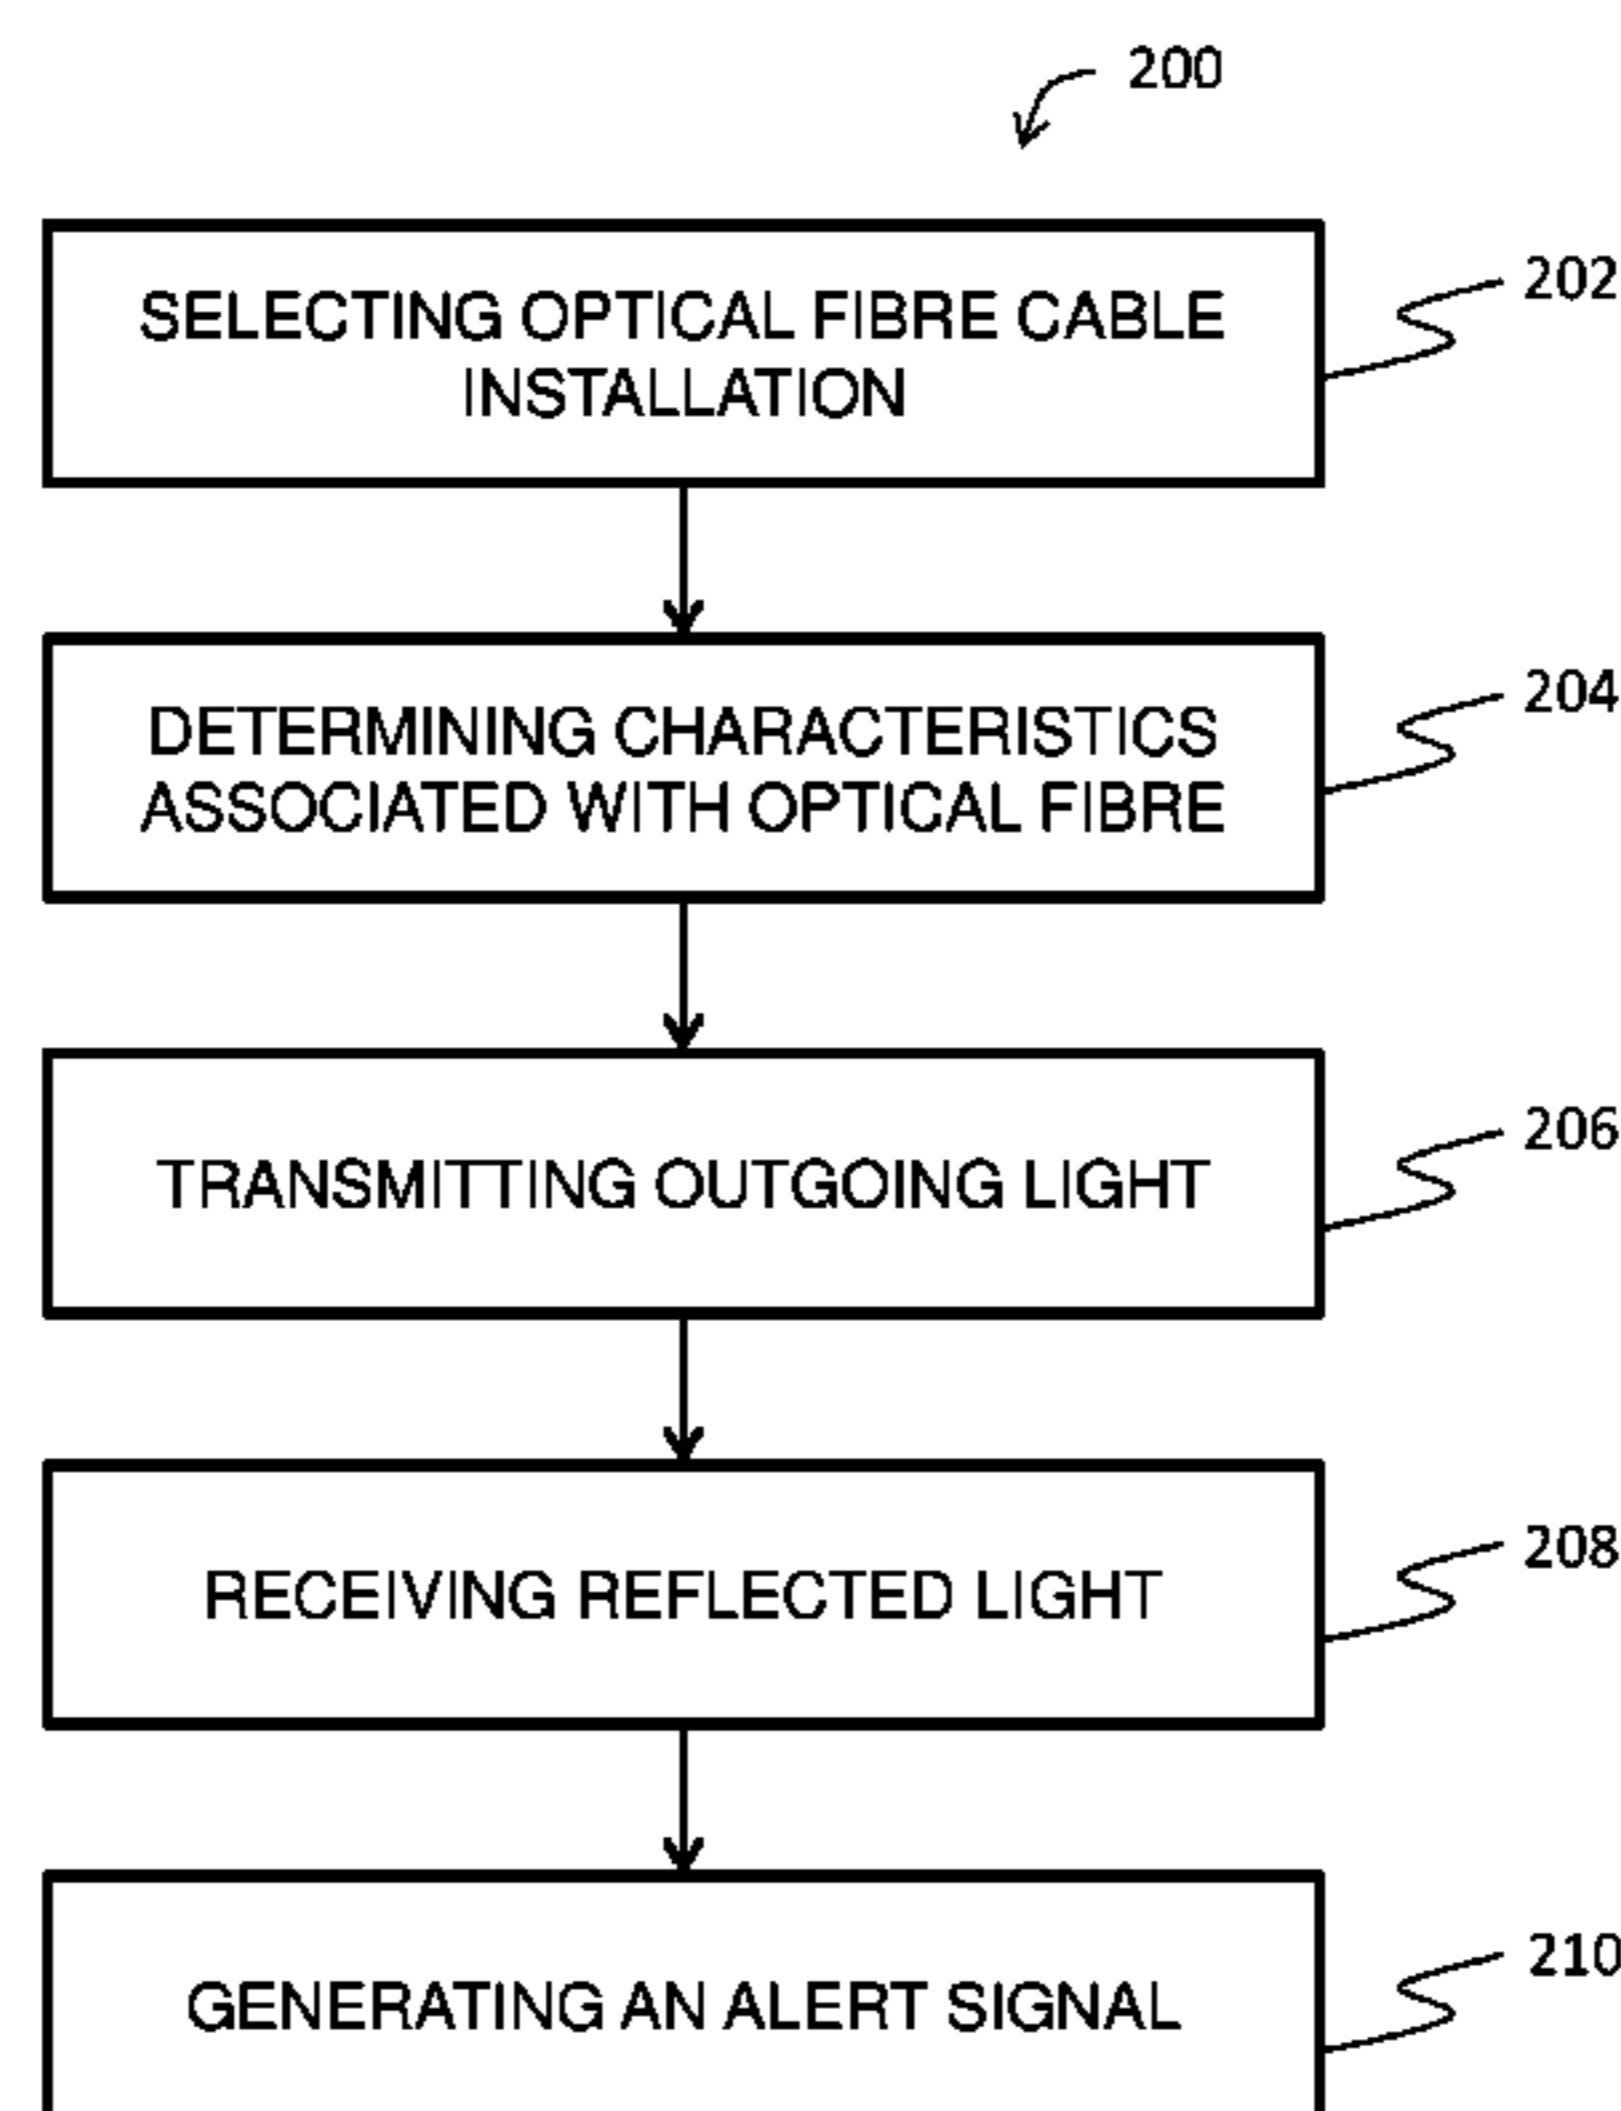 200
SELECTING OPTICAL FIBRE CABLE
INSTALLATION
202
DETERMINING CHARACTERISTICS
ASSOCIATED WITH OPTICAL FIBRE
204
TRANSMITTING OUTGOING LIGHT
206
RECEIVING REFLECTED LIGHT
208
GENERATING AN ALERT SIGNAL
210